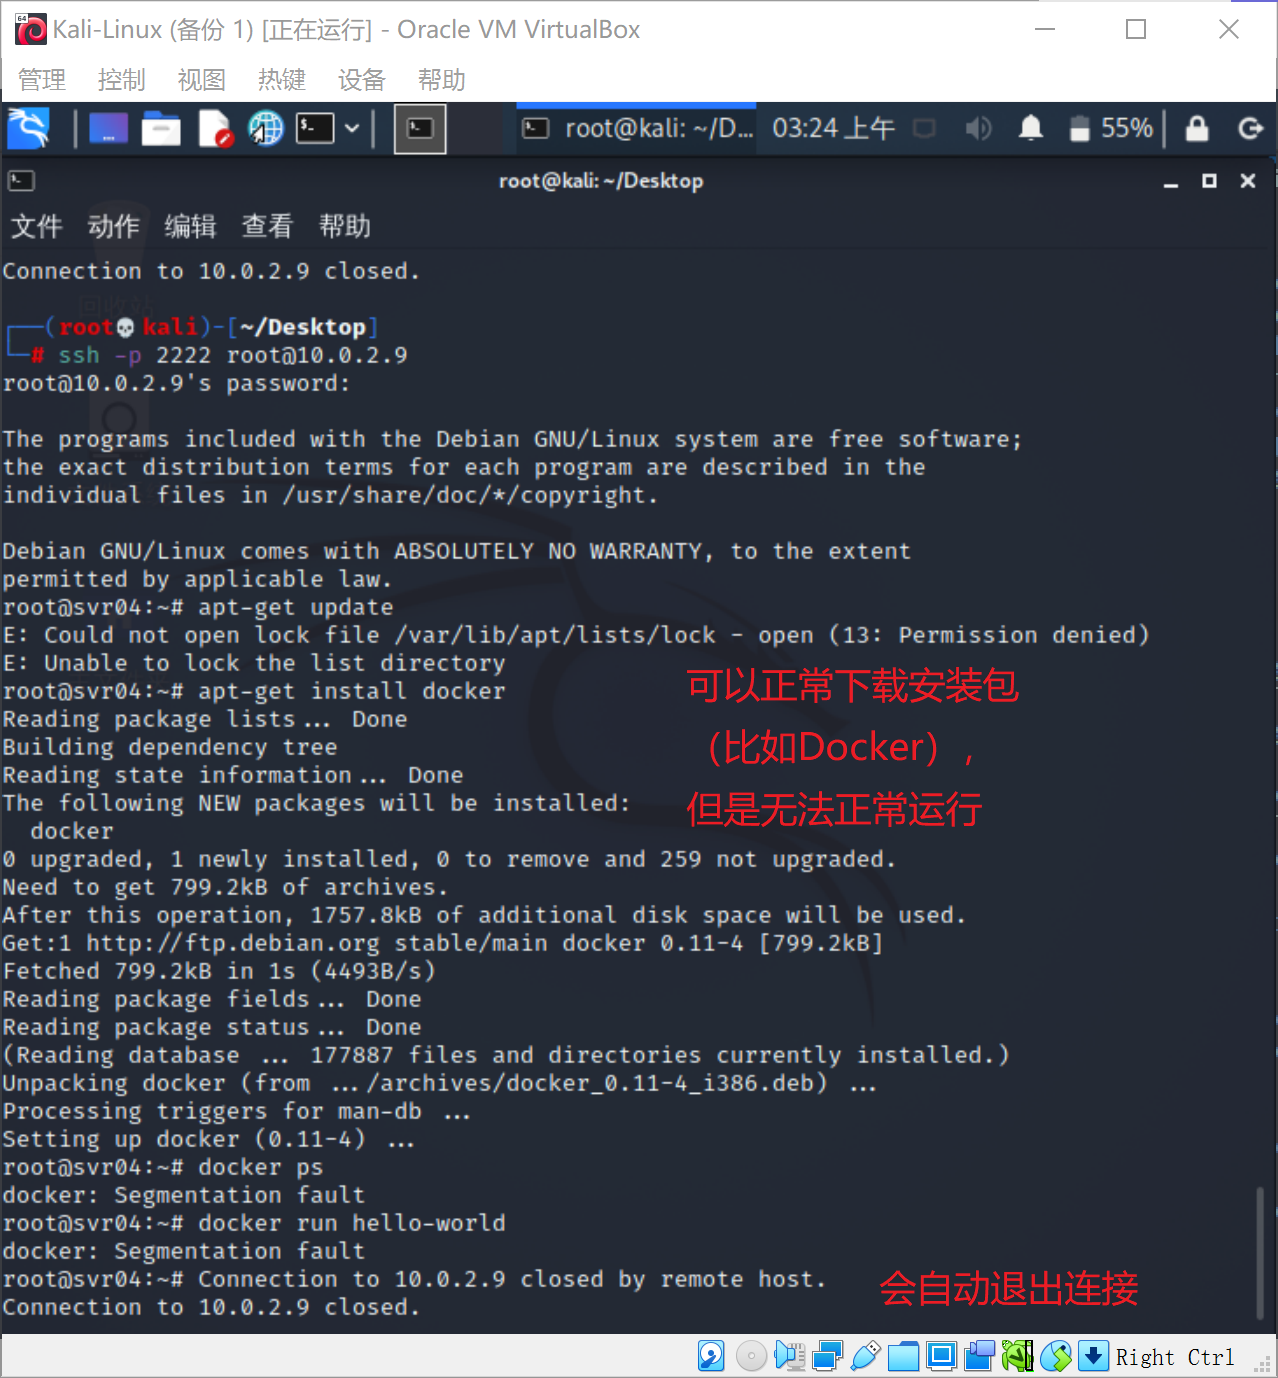 Kali-Linux (备份 1) [正在运行] - Oracle VM VirtualBox
管理 控制 视图 热键 设备 帮助
root@kali: ~/D... 03:24 上午 55%
root@kali: ~/Desktop
文件 动作 编辑 查看 帮助
Connection to 10.0.2.9 closed.
回收站
┌──(root💀kali)-[~/Desktop]
└─# ssh -p 2222 root@10.0.2.9
root@10.0.2.9's password:
The programs included with the Debian GNU/Linux system are free software;
the exact distribution terms for each program are described in the
individual files in /usr/share/doc/*/copyright.
Debian GNU/Linux comes with ABSOLUTELY NO WARRANTY, to the extent
permitted by applicable law.
root@svr04:~# apt-get update
E: Could not open lock file /var/lib/apt/lists/lock - open (13: Permission denied)
E: Unable to lock the list directory
root@svr04:~# apt-get install docker
Reading package lists... Done
Building dependency tree
Reading state information... Done
The following NEW packages will be installed:
  docker
0 upgraded, 1 newly installed, 0 to remove and 259 not upgraded.
Need to get 799.2kB of archives.
After this operation, 1757.8kB of additional disk space will be used.
Get:1 http://ftp.debian.org stable/main docker 0.11-4 [799.2kB]
Fetched 799.2kB in 1s (4493B/s)
Reading package fields... Done
Reading package status... Done
(Reading database ... 177887 files and directories currently installed.)
Unpacking docker (from .../archives/docker_0.11-4_i386.deb) ...
Processing triggers for man-db ...
Setting up docker (0.11-4) ...
root@svr04:~# docker ps
docker: Segmentation fault
root@svr04:~# docker run hello-world
docker: Segmentation fault
root@svr04:~# Connection to 10.0.2.9 closed by remote host.
Connection to 10.0.2.9 closed.
可以正常下载安装包
（比如Docker），
但是无法正常运行
会自动退出连接
Right Ctrl